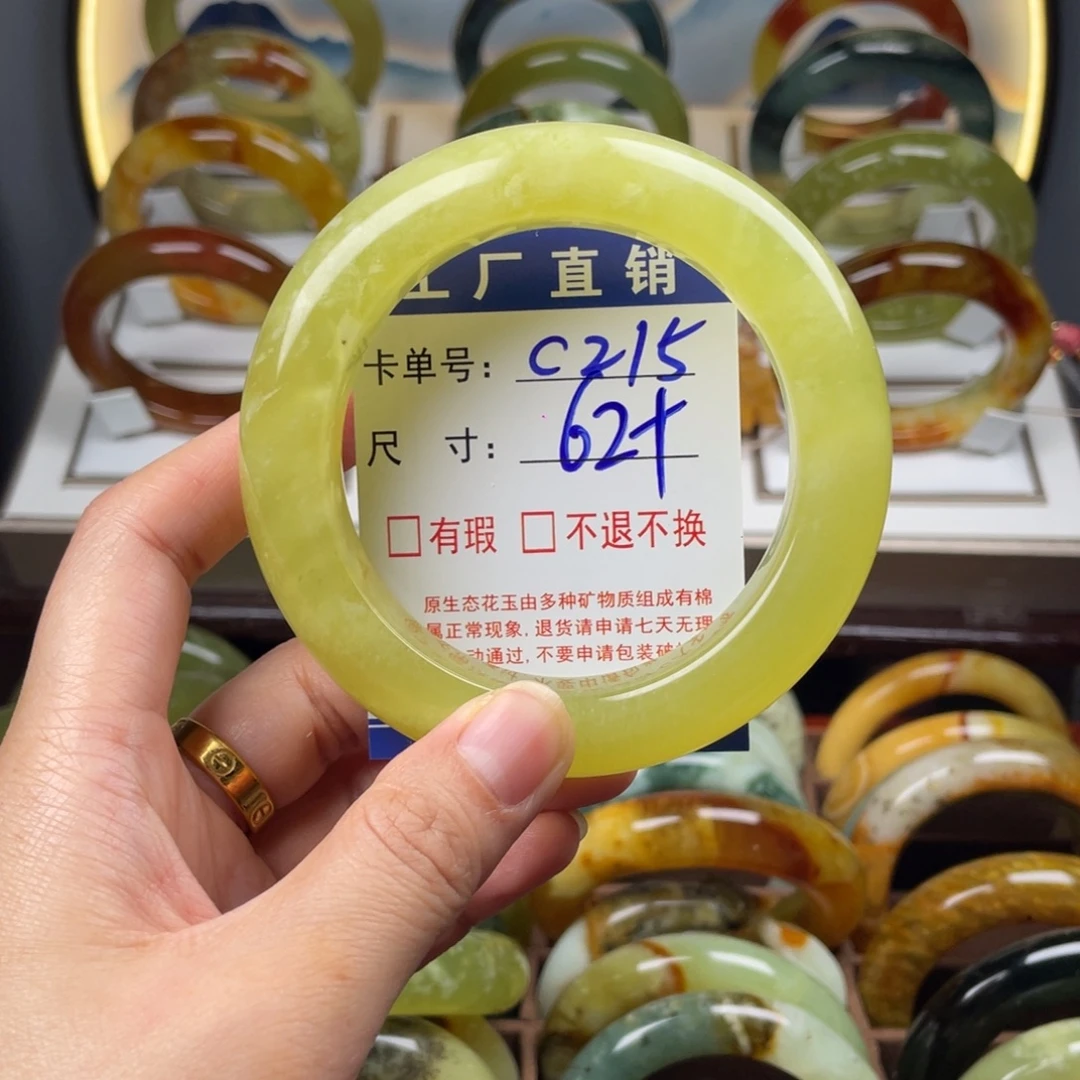 工厂直销
卡单号: C215
尺 寸: 62+
□有瑕 □不退不换
原生态花玉由多种矿物质组成有棉
属正常现象,退货请申请七天无理
动通过,不要申请包装破